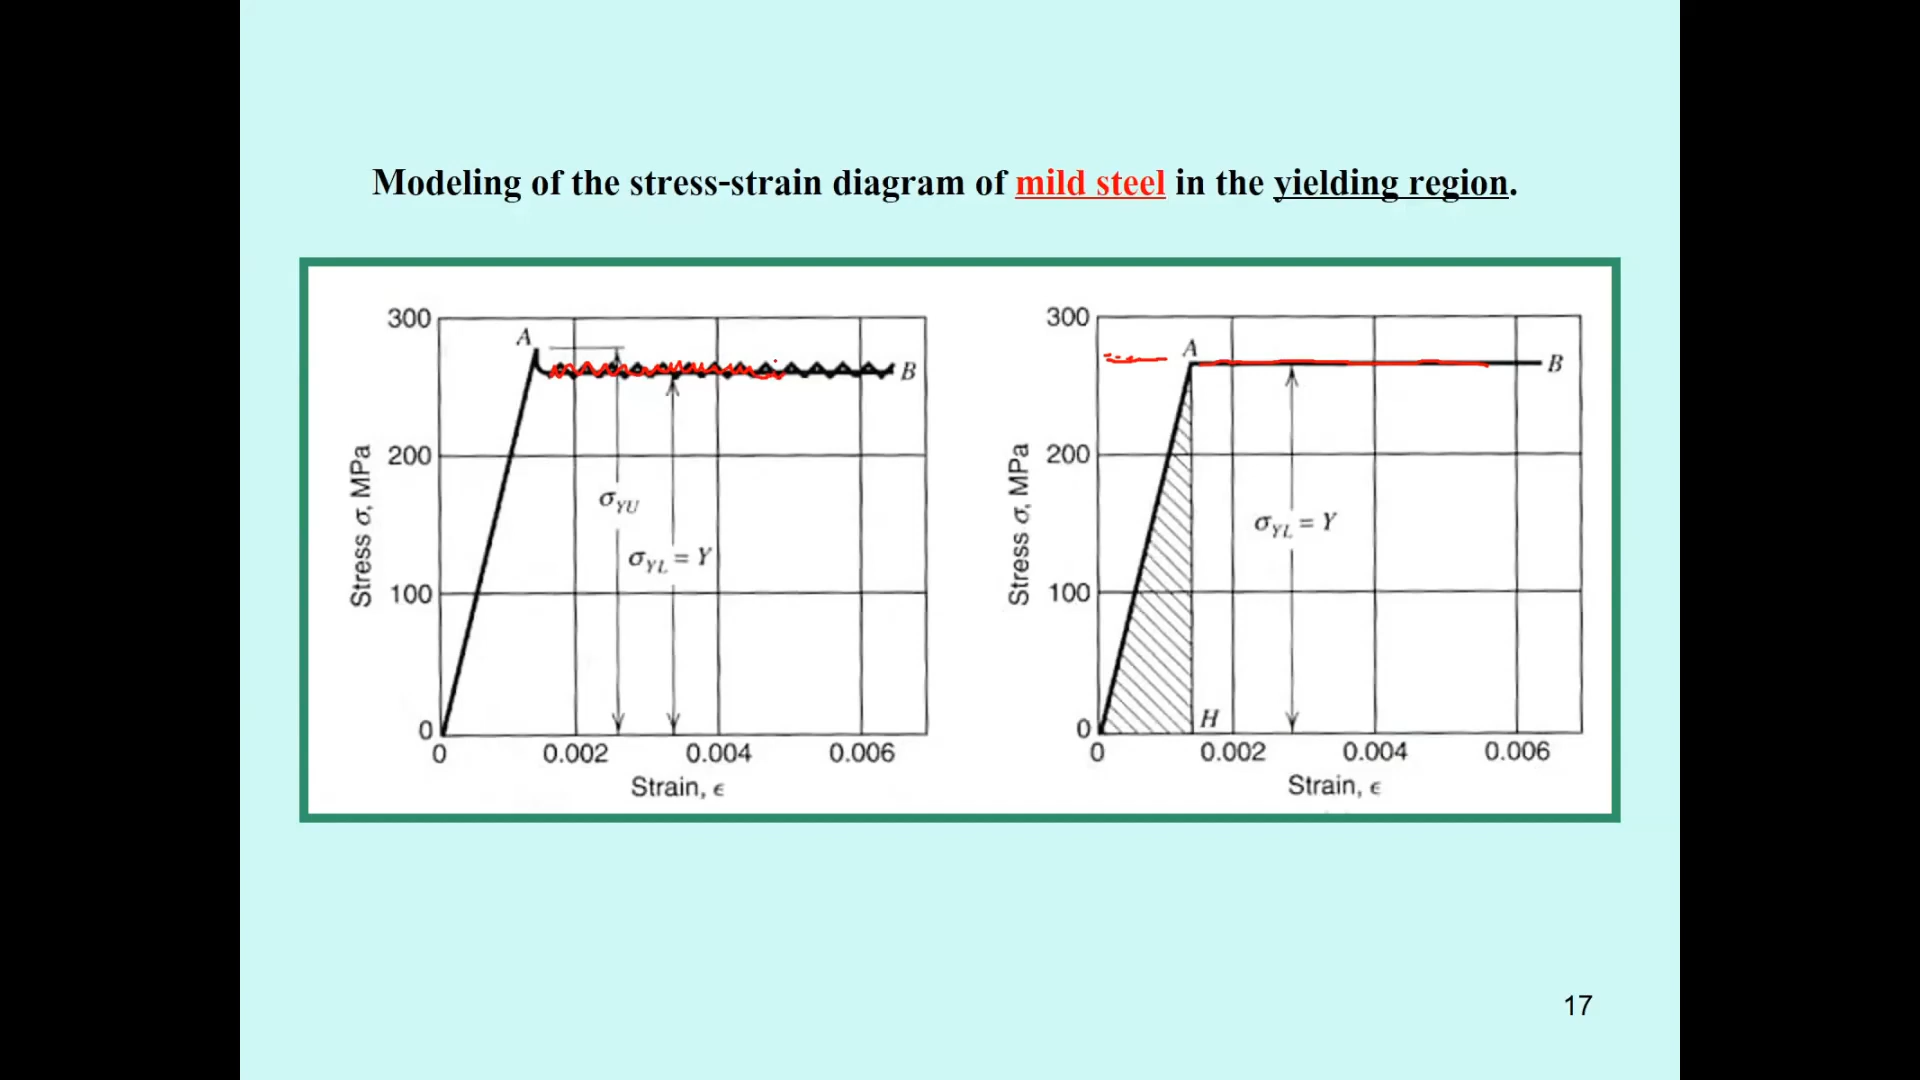 Modeling of the stress-strain diagram of mild steel in the yielding region.
300
200
100
0
Stress σ, MPa
A
B
σYU
σYL = Y
0
0.002
0.004
0.006
Strain, ϵ
300
200
100
0
Stress σ, MPa
A
B
σYL = Y
H
0
0.002
0.004
0.006
Strain, ϵ
17